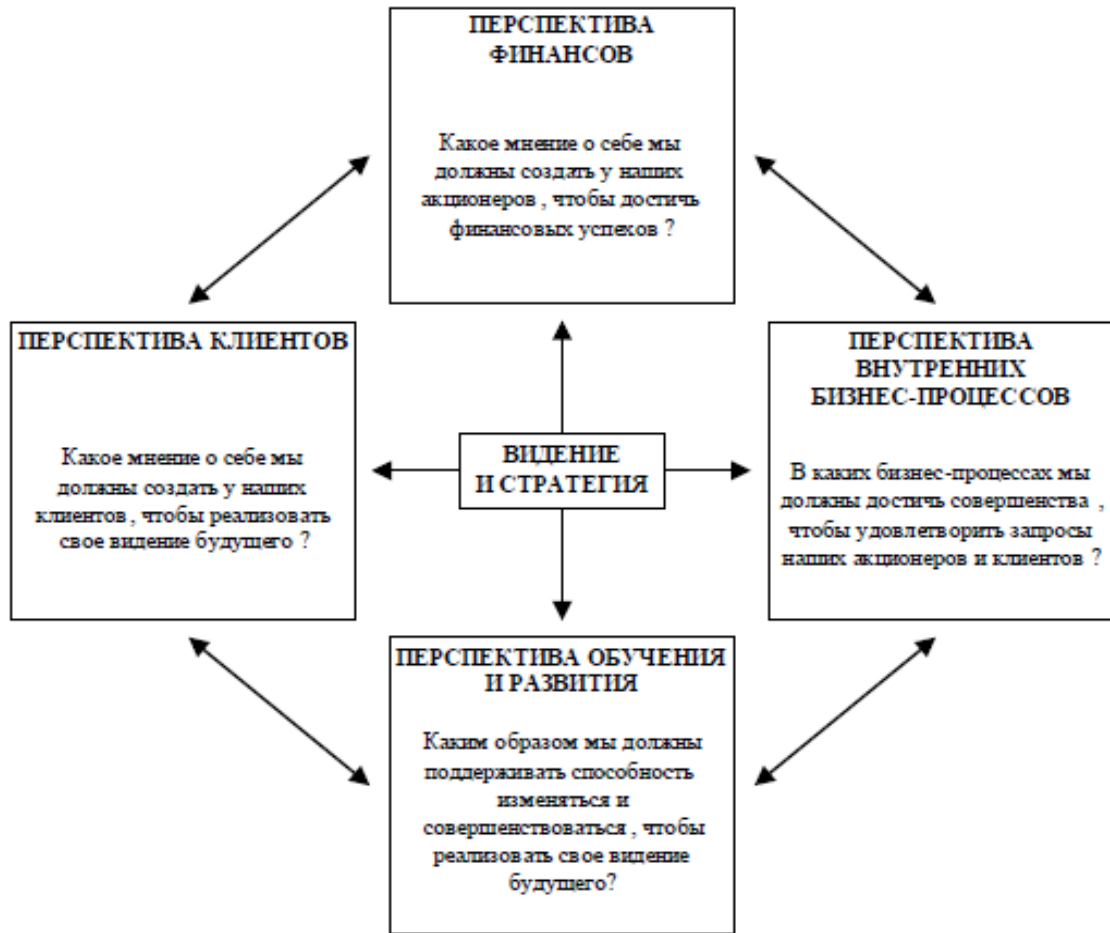 ПЕРСПЕКТИВА
ФИНАНСОВ
Какое мнение о себе мы
должны создать у наших
акционеров , чтобы достичь
финансовых успехов ?
ПЕРСПЕКТИВА КЛИЕНТОВ
Какое мнение о себе мы
должны создать у наших
клиентов , чтобы реализовать
свое видение будущего ?
ВИДЕНИЕ
И СТРАТЕГИЯ
ПЕРСПЕКТИВА
ВНУТРЕННИХ
БИЗНЕС-ПРОЦЕССОВ
В каких бизнес-процессах мы
должны достичь совершенства ,
чтобы удовлетворить запросы
наших акционеров и клиентов ?
ПЕРСПЕКТИВА ОБУЧЕНИЯ
И РАЗВИТИЯ
Каким образом мы должны
поддерживать способность
изменяться и
совершенствоваться , чтобы
реализовать свое видение
будущего?